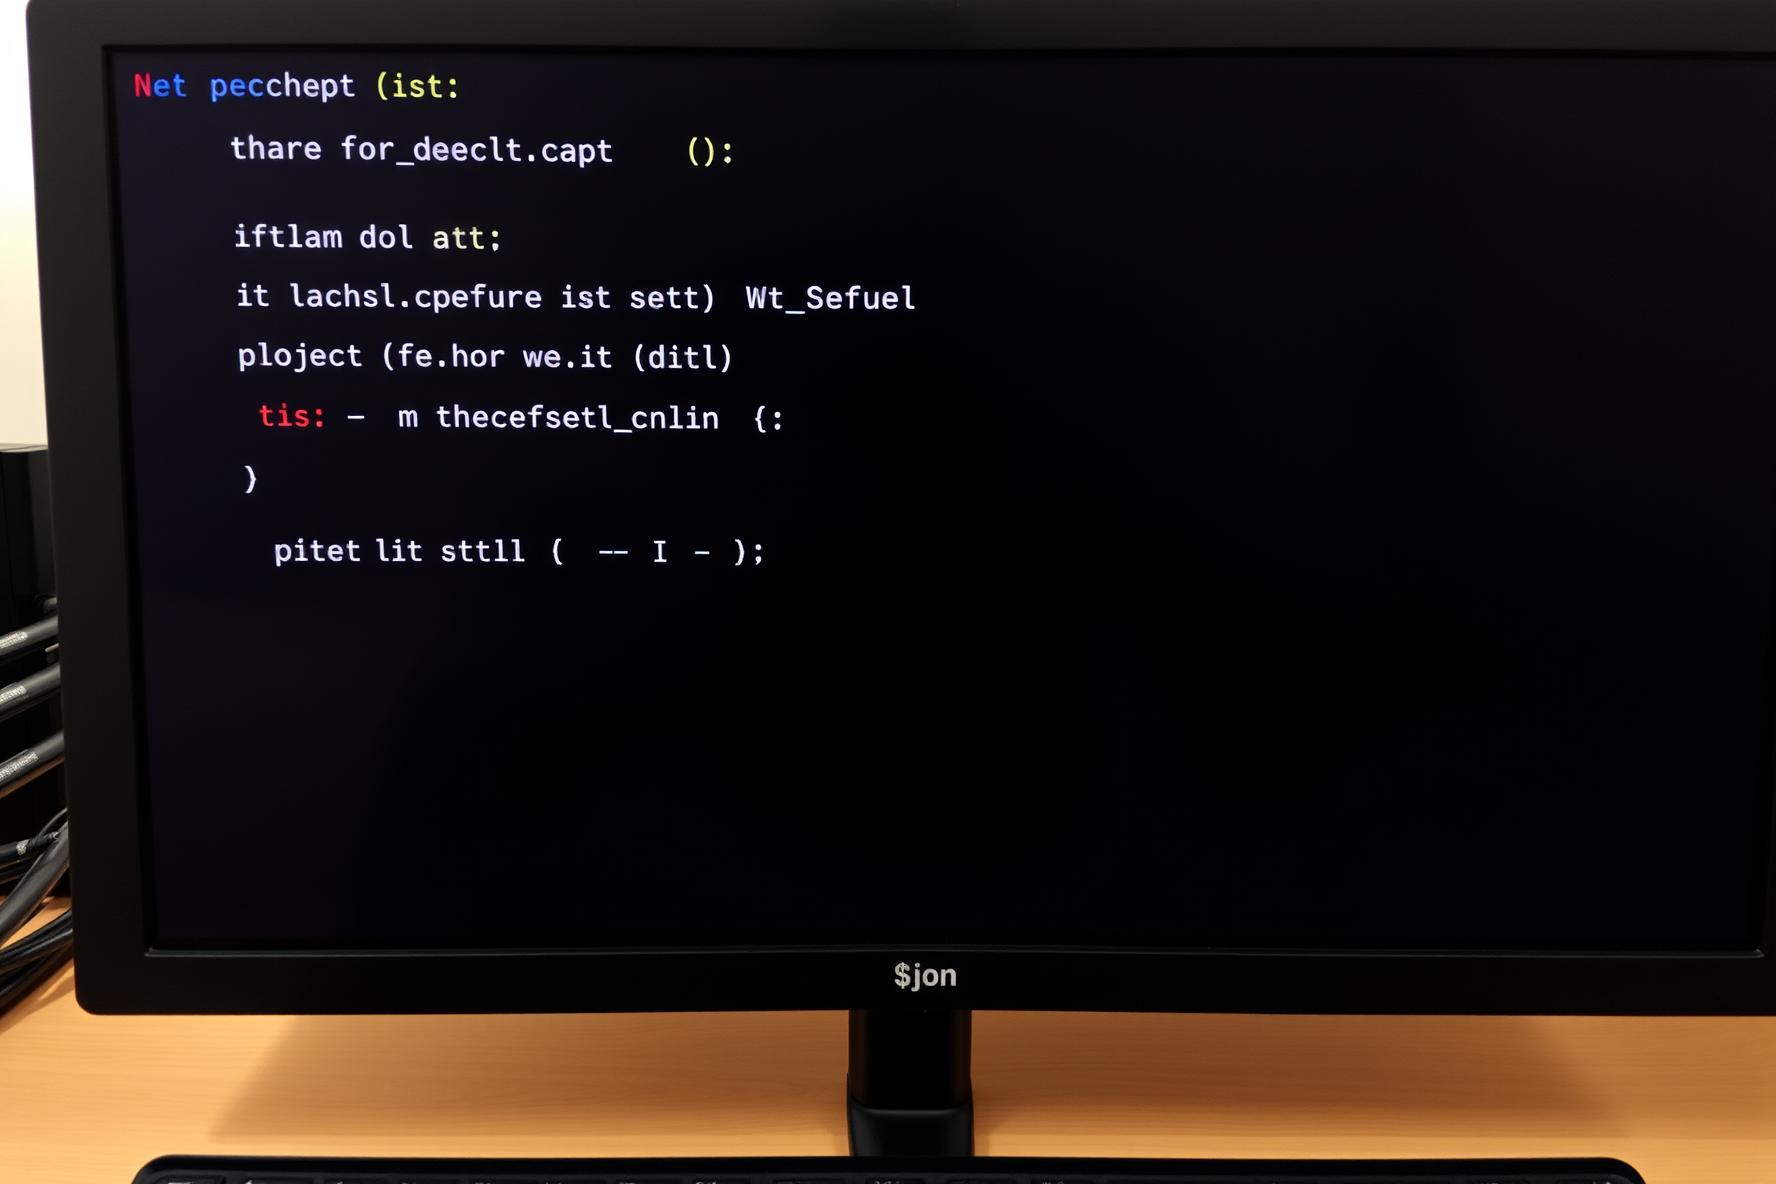 Net pecchept (ist:
thare for_deeclt.capt ():
iftlam dol att;
it lachsl.cpefure ist sett) Wt_Sefuel
ploject (fe.hor we.it (ditl)
tis: – m thecefsetl_cnlin {:
}
pitet lit sttll ( –– I – );
$jon